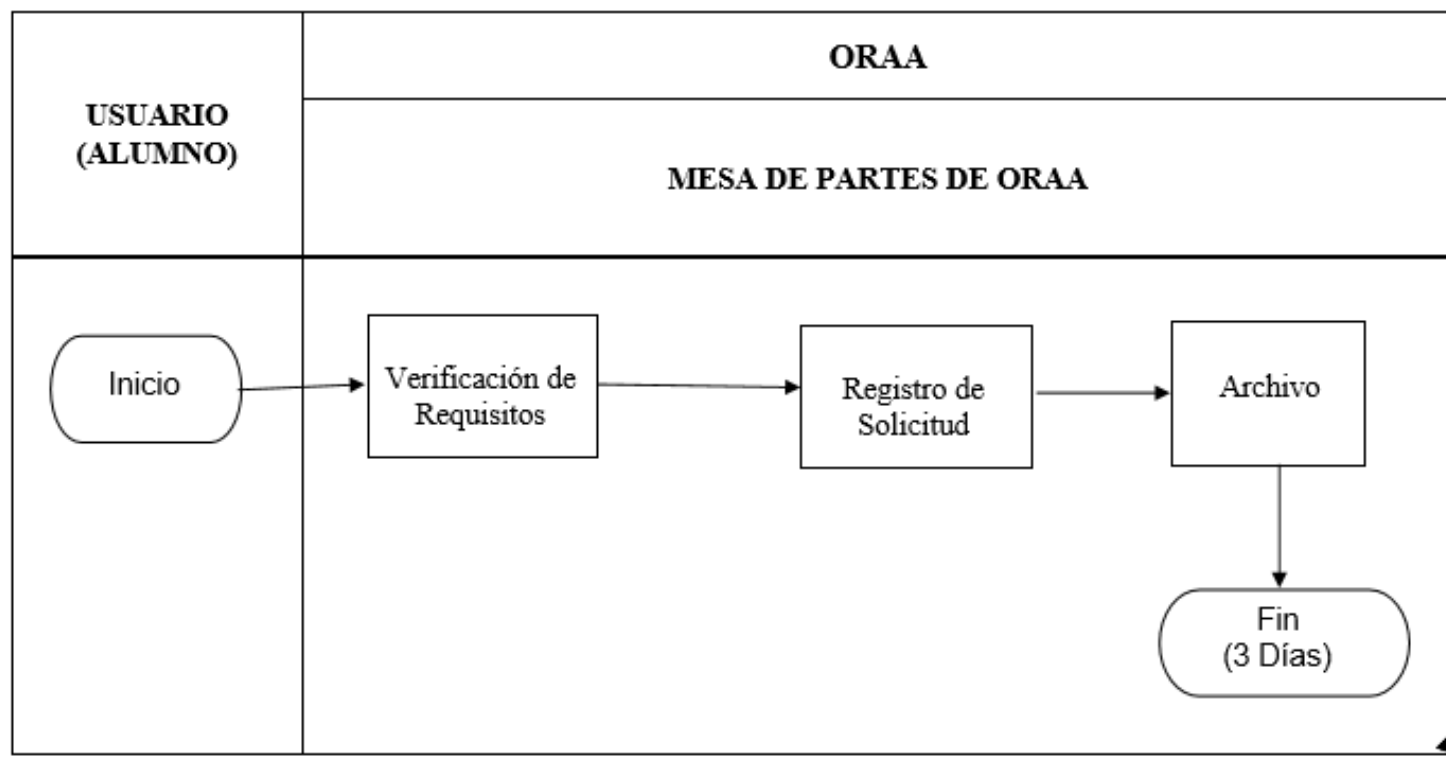 USUARIO
(ALUMNO)
ORAA
MESA DE PARTES DE ORAA
Inicio
Verificación de
Requisitos
Registro de
Solicitud
Archivo
Fin
(3 Días)